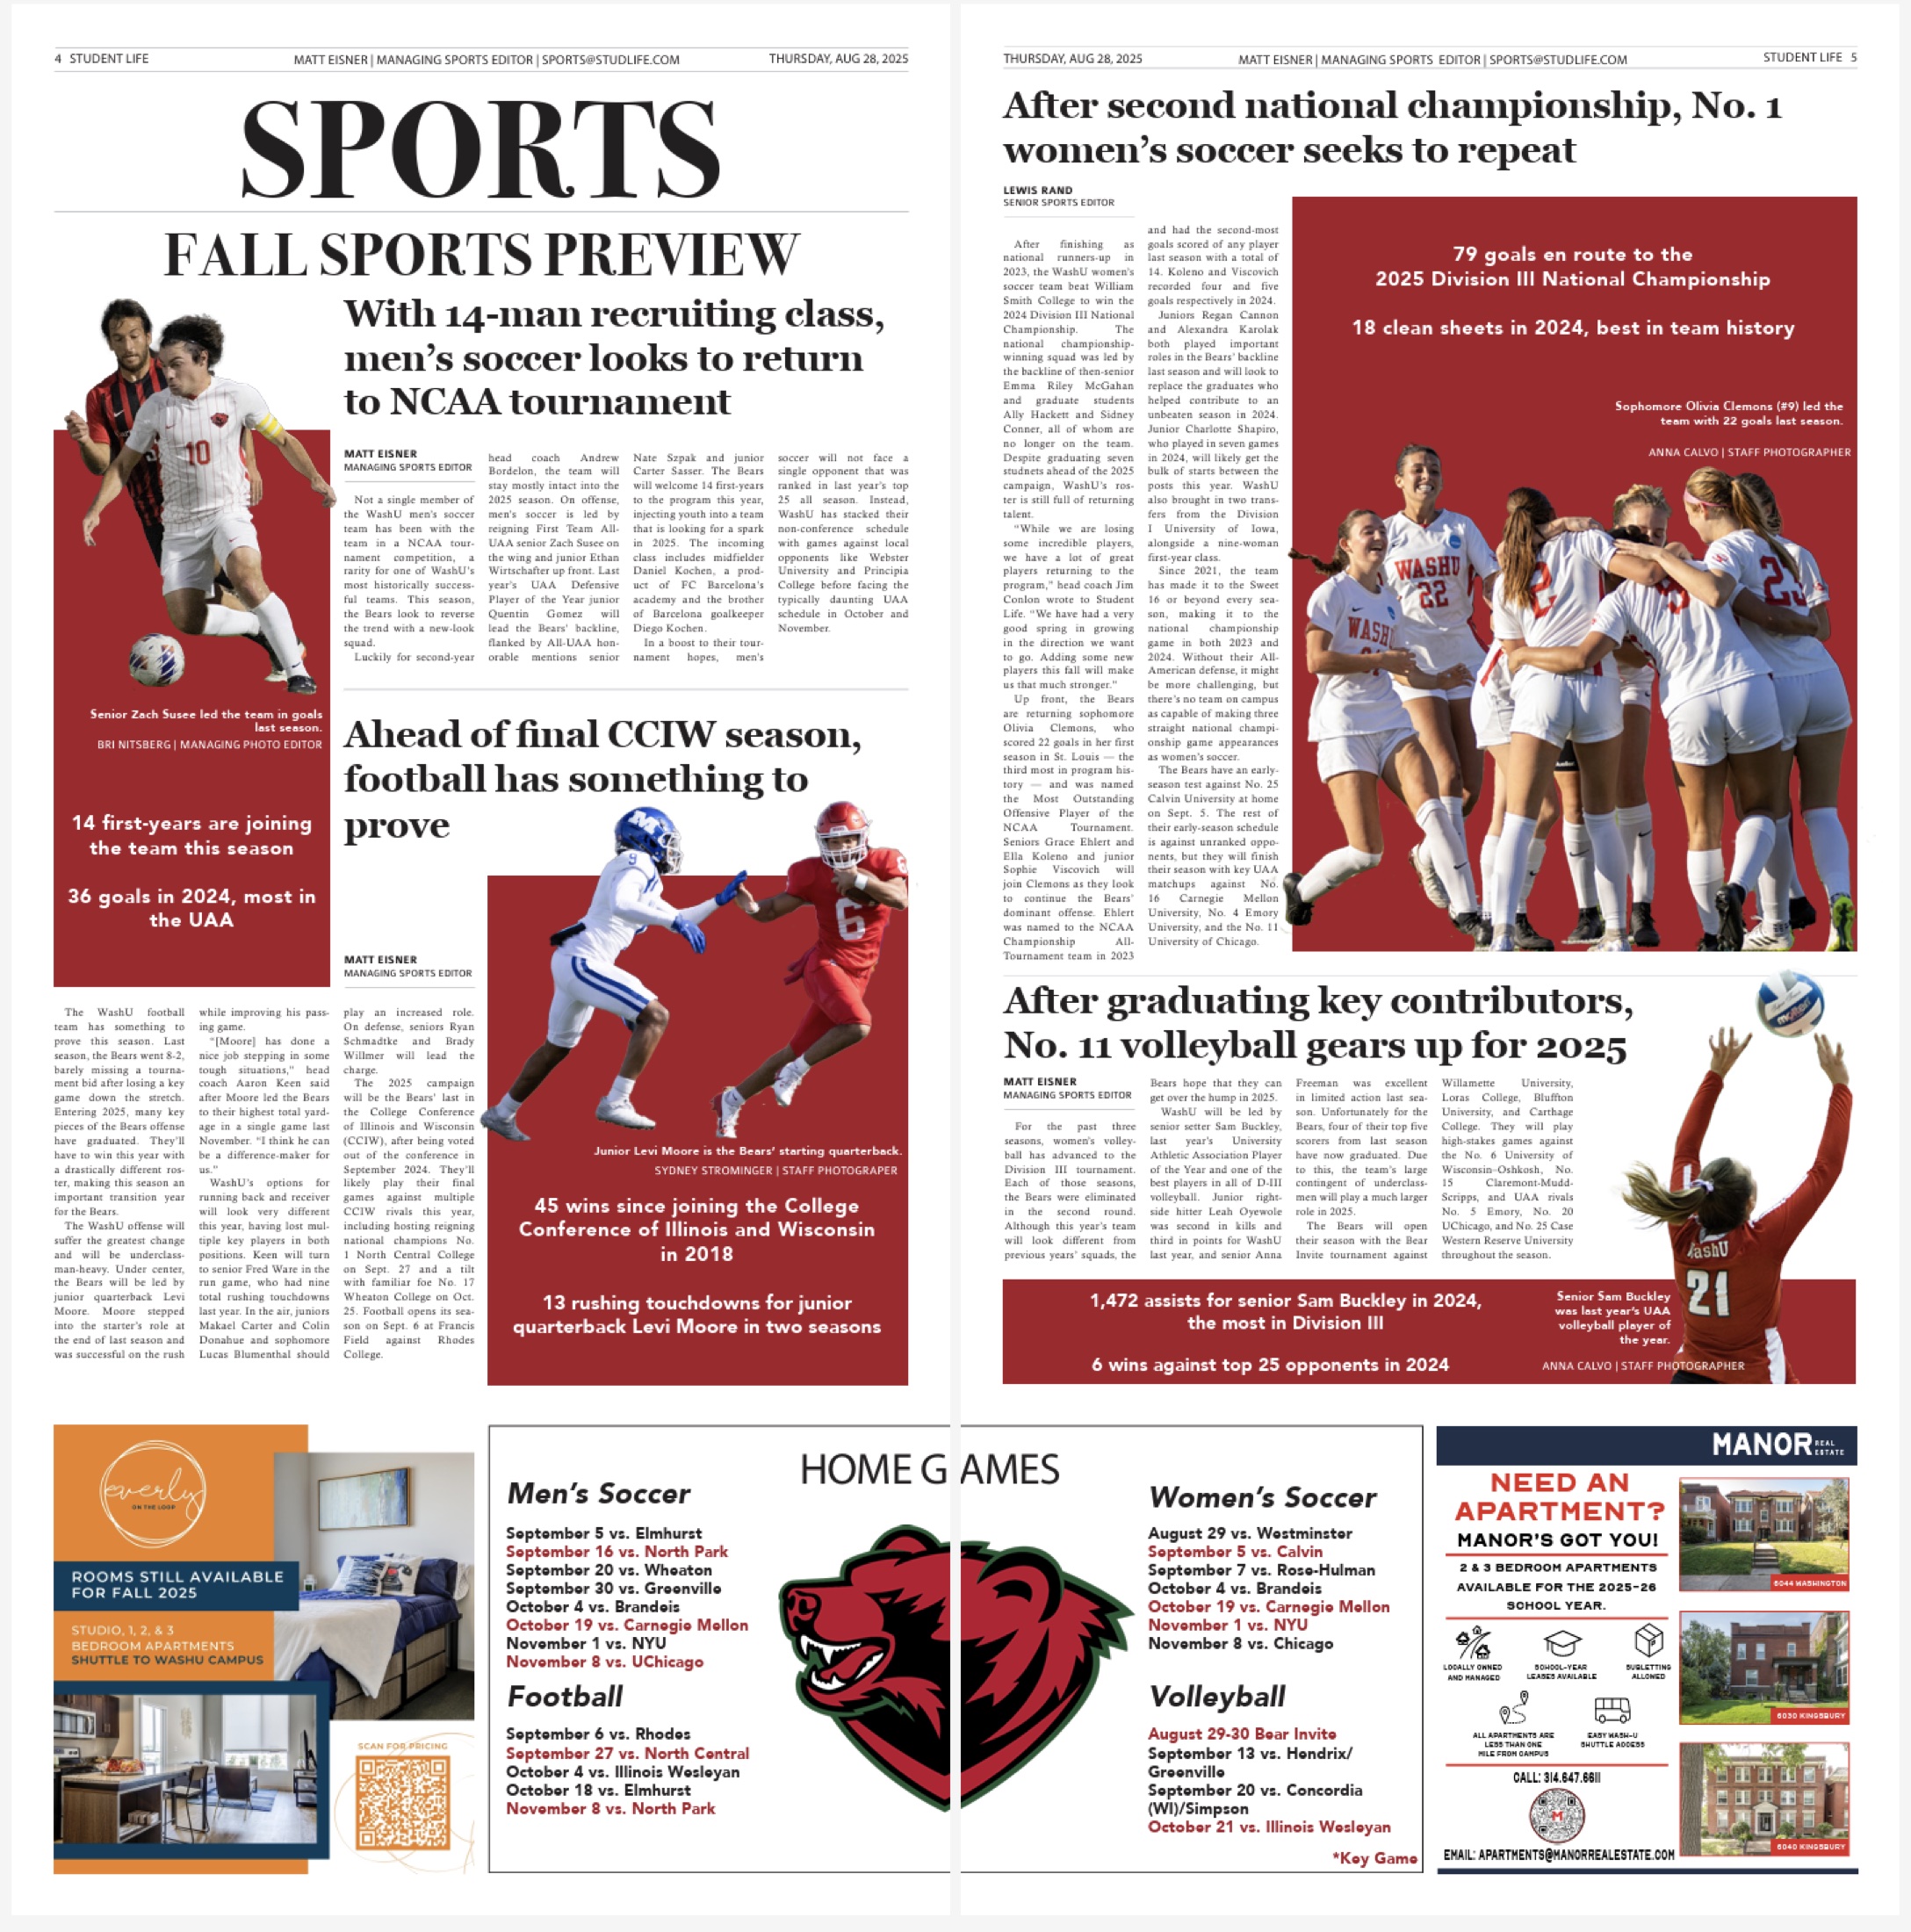 4 STUDENT LIFE
MATT EISNER | MANAGING SPORTS EDITOR | SPORTS@STUDLIFE.COM
THURSDAY, AUG 28, 2025
SPORTS
FALL SPORTS PREVIEW
With 14-man recruiting class,
men's soccer looks to return
to NCAA tournament
MATT EISNER
MANAGING SPORTS EDITOR
Not a single member of
the WashU men's soccer
team has been with the
team in a NCAA tour-
nament competition, a
rarity for one of WashU's
most historically success-
ful teams. This season,
the Bears look to reverse
the trend with a new-look
squad.
Luckily for second-year
head coach Andrew
Bordelon, the team will
stay mostly intact into the
2025 season. On offense,
men's soccer is led by
reigning First Team All-
UAA senior Zach Susee on
the wing and junior Ethan
Wirtschafter up front. Last
year's UAA Defensive
Player of the Year junior
Quentin Gomez will
lead the Bears' backline,
flanked by All-UAA hon-
orable mentions senior
Nate Szpak and junior
Carter Sasser. The Bears
will welcome 14 first-years
to the program this year,
injecting youth into a team
that is looking for a spark
in 2025. The incoming
class includes midfielder
Daniel Kochen, a prod-
uct of FC Barcelona's
academy and the brother
of Barcelona goalkeeper
Diego Kochen.
In a boost to their tour-
nament hopes, men's
soccer will not face a
single opponent that was
ranked in last year's top
25 all season. Instead,
WashU has stacked their
non-conference schedule
with games against local
opponents like Webster
University and Principia
College before facing the
typically daunting UAA
schedule in October and
November.
10
Senior Zach Susee led the team in goals
last season.
BRI NITSBERG | MANAGING PHOTO EDITOR
14 first-years are joining
the team this season
36 goals in 2024, most in
the UAA
Ahead of final CCIW season,
football has something to
prove
MATT EISNER
MANAGING SPORTS EDITOR
The WashU football
team has something to
prove this season. Last
season, the Bears went 8-2,
barely missing a tourna-
ment bid after losing a key
game down the stretch.
Entering 2025, many key
pieces of the Bears offense
have graduated. They'll
have to win this year with
a drastically different ros-
ter, making this season an
important transition year
for the Bears.
The WashU offense will
suffer the greatest change
and will be underclass-
man-heavy. Under center,
the Bears will be led by
junior quarterback Levi
Moore. Moore stepped
into the starter's role at
the end of last season and
was successful on the rush
while improving his pass-
ing game.
"[Moore] has done a
nice job stepping in some
tough situations," head
coach Aaron Keen said
after Moore led the Bears
to their highest total yard-
age in a single game last
November. "I think he can
be a difference-maker for
us."
WashU's options for
running back and receiver
will look very different
this year, having lost mul-
tiple key players in both
positions. Keen will turn
to senior Fred Ware in the
run game, who had nine
total rushing touchdowns
last year. In the air, juniors
Makael Carter and Colin
Donahue and sophomore
Lucas Blumenthal should
play an increased role.
On defense, seniors Ryan
Schmadtke and Brady
Willmer will lead the
charge.
The 2025 campaign
will be the Bears' last in
the College Conference
of Illinois and Wisconsin
(CCIW), after being voted
out of the conference in
September 2024. They'll
likely play their final
games against multiple
CCIW rivals this year,
including hosting reigning
national champions No.
1 North Central College
on Sept. 27 and a tilt
with familiar foe No. 17
Wheaton College on Oct.
25. Football opens its sea-
son on Sept. 6 at Francis
Field against Rhodes
College.
M
9
6
6
Junior Levi Moore is the Bears' starting quarterback.
SYDNEY STROMINGER | STAFF PHOTOGRAPER
45 wins since joining the College
Conference of Illinois and Wisconsin
in 2018
13 rushing touchdowns for junior
quarterback Levi Moore in two seasons
THURSDAY, AUG 28, 2025
MATT EISNER | MANAGING SPORTS EDITOR | SPORTS@STUDLIFE.COM
STUDENT LIFE 5
After second national championship, No. 1
women's soccer seeks to repeat
LEWIS RAND
SENIOR SPORTS EDITOR
After finishing as
national runners-up in
2023, the WashU women's
soccer team beat William
Smith College to win the
2024 Division III National
Championship. The
national championship-
winning squad was led by
the backline of then-senior
Emma Riley McGahan
and graduate students
Ally Hackett and Sidney
Conner, all of whom are
no longer on the team.
Despite graduating seven
studnets ahead of the 2025
campaign, WashU's ros-
ter is still full of returning
talent.
"While we are losing
some incredible players,
we have a lot of great
players returning to the
program," head coach Jim
Conlon wrote to Student
Life. "We have had a very
good spring in growing
in the direction we want
to go. Adding some new
players this fall will make
us that much stronger."
Up front, the Bears
are returning sophomore
Olivia Clemons, who
scored 22 goals in her first
season in St. Louis — the
third most in program his-
tory — and was named
the Most Outstanding
Offensive Player of the
NCAA Tournament.
Seniors Grace Ehlert and
Ella Koleno and junior
Sophie Viscovich will
join Clemons as they look
to continue the Bears'
dominant offense. Ehlert
was named to the NCAA
Championship All-
Tournament team in 2023
and had the second-most
goals scored of any player
last season with a total of
14. Koleno and Viscovich
recorded four and five
goals respectively in 2024.
Juniors Regan Cannon
and Alexandra Karolak
both played important
roles in the Bears' backline
last season and will look to
replace the graduates who
helped contribute to an
unbeaten season in 2024.
Junior Charlotte Shapiro,
who played in seven games
in 2024, will likely get the
bulk of starts between the
posts this year. WashU
also brought in two trans-
fers from the Division
I University of Iowa,
alongside a nine-woman
first-year class.
Since 2021, the team
has made it to the Sweet
16 or beyond every sea-
son, making it to the
national championship
game in both 2023 and
2024. Without their All-
American defense, it might
be more challenging, but
there's no team on campus
as capable of making three
straight national champi-
onship game appearances
as women's soccer.
The Bears have an early-
season test against No. 25
Calvin University at home
on Sept. 5. The rest of
their early-season schedule
is against unranked oppo-
nents, but they will finish
their season with key UAA
matchups against No.
16 Carnegie Mellon
University, No. 4 Emory
University, and the No. 11
University of Chicago.
79 goals en route to the
2025 Division III National Championship
18 clean sheets in 2024, best in team history
Sophomore Olivia Clemons (#9) led the
team with 22 goals last season.
ANNA CALVO | STAFF PHOTOGRAPHER
WASHU
22
WASH
2
After graduating key contributors,
No. 11 volleyball gears up for 2025
MATT EISNER
MANAGING SPORTS EDITOR
For the past three
seasons, women's volley-
ball has advanced to the
Division III tournament.
Each of those seasons,
the Bears were eliminated
in the second round.
Although this year's team
will look different from
previous years' squads, the
Bears hope that they can
get over the hump in 2025.
WashU will be led by
senior setter Sam Buckley,
last year's University
Athletic Association Player
of the Year and one of the
best players in all of D-III
volleyball. Junior right-
side hitter Leah Oyewole
was second in kills and
third in points for WashU
last year, and senior Anna
Freeman was excellent
in limited action last sea-
son. Unfortunately for the
Bears, four of their top five
scorers from last season
have now graduated. Due
to this, the team's large
contingent of underclass-
men will play a much larger
role in 2025.
The Bears will open
their season with the Bear
Invite tournament against
Willamette University,
Loras College, Bluffton
University, and Carthage
College. They will play
high-stakes games against
the No. 6 University of
Wisconsin–Oshkosh, No.
15 Claremont-Mudd-
Scripps, and UAA rivals
No. 5 Emory, No. 20
UChicago, and No. 25 Case
Western Reserve University
throughout the season.
WashU
21
1,472 assists for senior Sam Buckley in 2024,
the most in Division III
6 wins against top 25 opponents in 2024
Senior Sam Buckley
was last year's UAA
volleyball player of
the year.
ANNA CALVO | STAFF PHOTOGRAPHER
everly
ON THE LOOP
ROOMS STILL AVAILABLE
FOR FALL 2025
STUDIO, 1, 2, & 3
BEDROOM APARTMENTS
SHUTTLE TO WASHU CAMPUS
SCAN FOR PRICING
HOME GAMES
Men's Soccer
September 5 vs. Elmhurst
September 16 vs. North Park
September 20 vs. Wheaton
September 30 vs. Greenville
October 4 vs. Brandeis
October 19 vs. Carnegie Mellon
November 1 vs. NYU
November 8 vs. UChicago
Football
September 6 vs. Rhodes
September 27 vs. North Central
October 4 vs. Illinois Wesleyan
October 18 vs. Elmhurst
November 8 vs. North Park
Women's Soccer
August 29 vs. Westminster
September 5 vs. Calvin
September 7 vs. Rose-Hulman
October 4 vs. Brandeis
October 19 vs. Carnegie Mellon
November 1 vs. NYU
November 8 vs. Chicago
Volleyball
August 29-30 Bear Invite
September 13 vs. Hendrix/
Greenville
September 20 vs. Concordia
(WI)/Simpson
October 21 vs. Illinois Wesleyan
*Key Game
MANOR REAL
ESTATE
NEED AN
APARTMENT?
MANOR'S GOT YOU!
2 & 3 BEDROOM APARTMENTS
AVAILABLE FOR THE 2025-26
SCHOOL YEAR.
LOCALLY OWNED
AND MANAGED
SCHOOL-YEAR
LEASES AVAILABLE
SUBLETTING
ALLOWED
ALL APARTMENTS ARE
LESS THAN ONE
MILE FROM CAMPUS
EASY WASH-U
SHUTTLE ACCESS
CALL: 314.647.6611
M
EMAIL: APARTMENTS@MANORREALESTATE.COM
6044 WASHINGTON
6030 KINGSBURY
6040 KINGSBURY